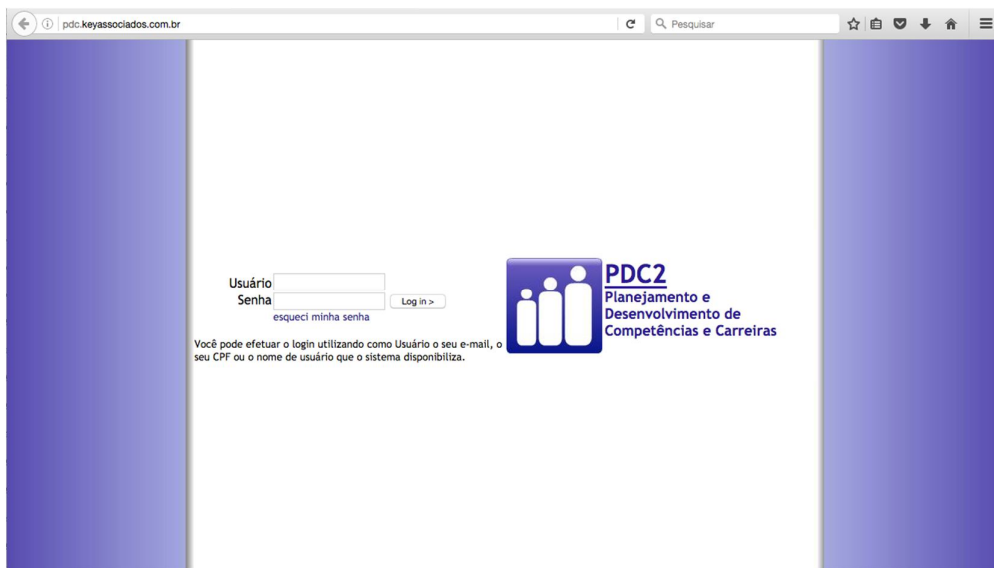 pdc.keyassociados.com.br
Pesquisar
Usuário
Senha
Log in >
esqueci minha senha
Você pode efetuar o login utilizando como Usuário o seu e-mail, o
seu CPF ou o nome de usuário que o sistema disponibiliza.
PDC2
Planejamento e
Desenvolvimento de
Competências e Carreiras